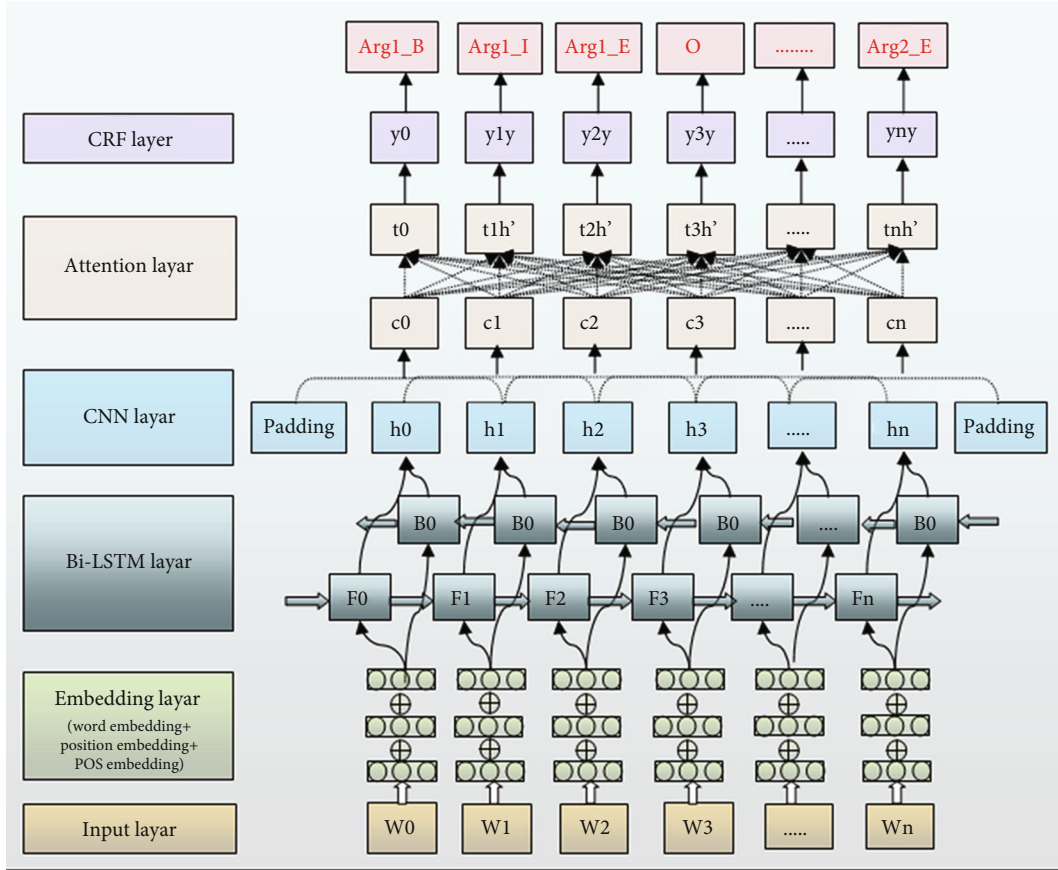 Arg1_B Arg1_I Arg1_E O ........ Arg2_E
CRF layer y0 y1y y2y y3y ..... yny
t0 t1h' t2h' t3h' ..... tnh'
Attention layar
c0 c1 c2 c3 ..... cn
CNN layar Padding h0 h1 h2 h3 ..... hn Padding
B0 B0 B0 B0 .... B0
Bi-LSTM layar
F0 F1 F2 F3 .... Fn
Embedding layar
(word embedding+
position embedding+
POS embedding)
Input layar W0 W1 W2 W3 ..... Wn